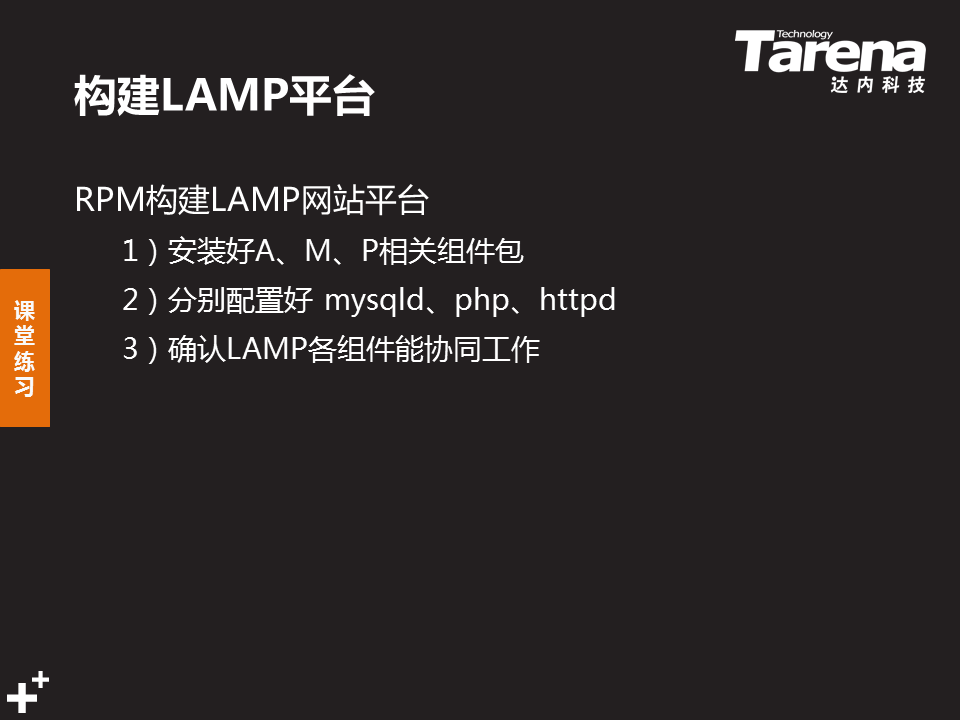 Technology
Tarena
达内科技
构建LAMP平台
RPM构建LAMP网站平台
1）安装好A、M、P相关组件包
2）分别配置好 mysqld、php、httpd
3）确认LAMP各组件能协同工作
课
堂
练
习